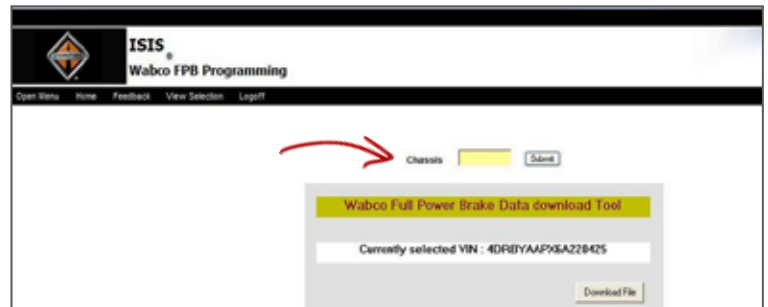 ISIS
®
Wabco FPB Programming
Open Menu Home Feedback View Selection Logoff
Chassis Submit
Wabco Full Power Brake Data download Tool
Currently selected VIN :
Download File